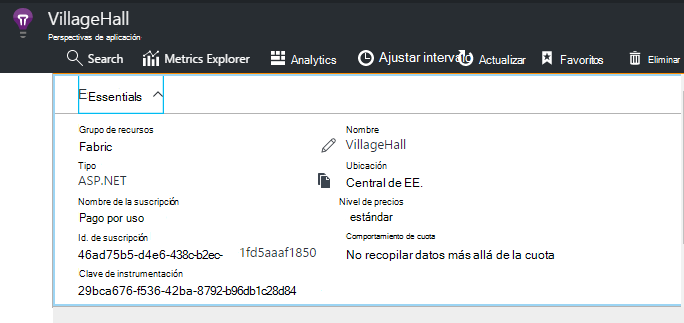 VillageHall
Perspectivas de aplicación
Search Metrics Explorer Analytics Ajustar intervalo Actualizar Favoritos Eliminar
EEssentials
Grupo de recursos Nombre
Fabric VillageHall
Tipo Ubicación
ASP.NET Central de EE.
Nombre de la suscripción Nivel de precios
Pago por uso estándar
Id. de suscripción Comportamiento de cuota
46ad75b5-d4e6-438c-b2ec- 1fd5aaaf1850 No recopilar datos más allá de la cuota
Clave de instrumentación
29bca676-f536-42ba-8792-b96db1c28d84